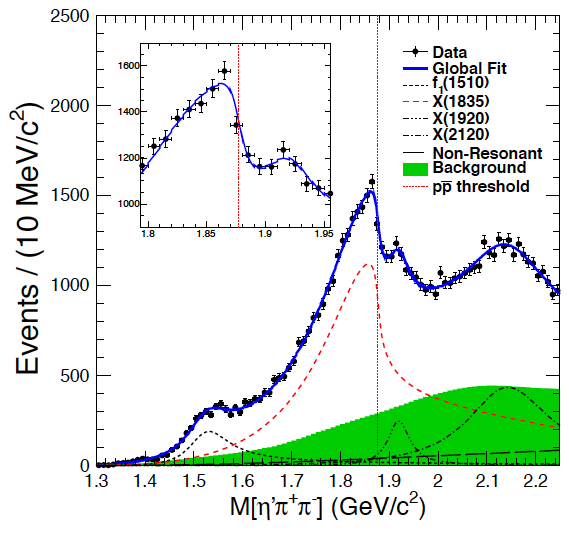 Events / (10 MeV/c²)
2500
2000
1500
1000
500
0
1600
1400
1200
1000
1.8 1.85 1.9 1.95
Data
Global Fit
f₁(1510)
X(1835)
X(1920)
X(2120)
Non-Resonant
Background
pp̅ threshold
1.3 1.4 1.5 1.6 1.7 1.8 1.9 2 2.1 2.2
M[η′π⁺π⁻] (GeV/c²)